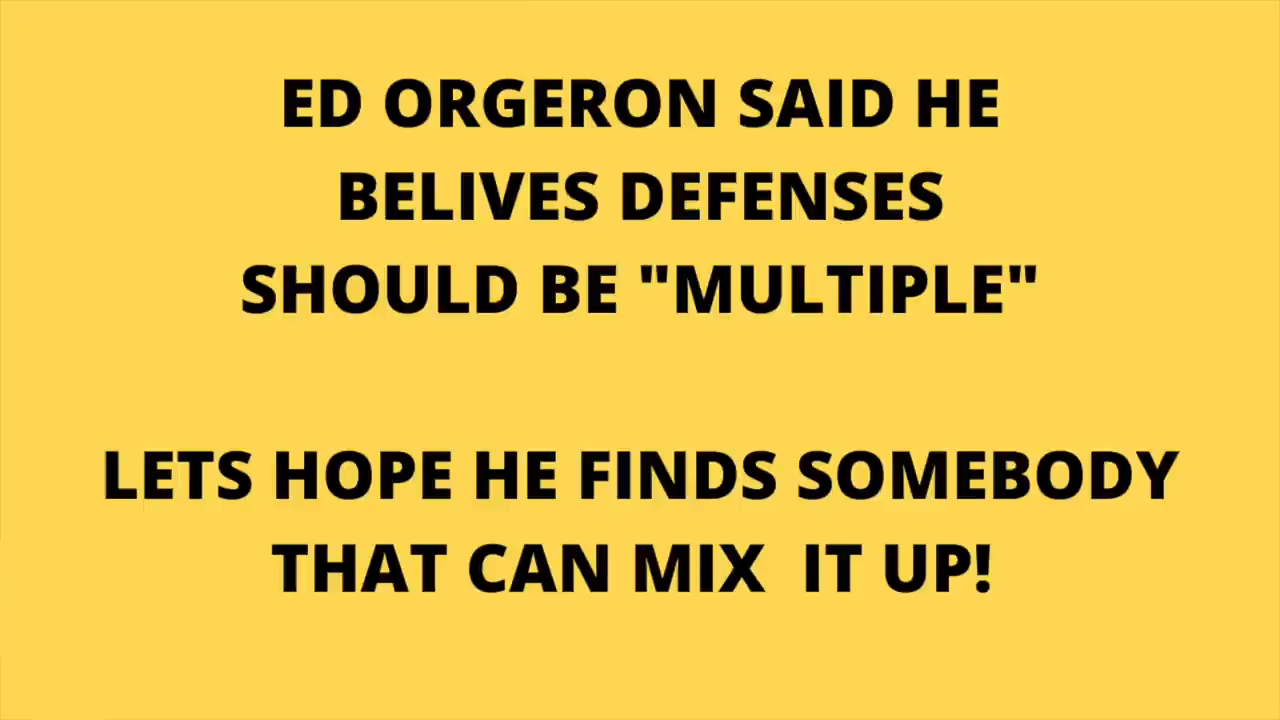 ED ORGERON SAID HE
BELIVES DEFENSES
SHOULD BE "MULTIPLE"
LETS HOPE HE FINDS SOMEBODY
THAT CAN MIX  IT UP!